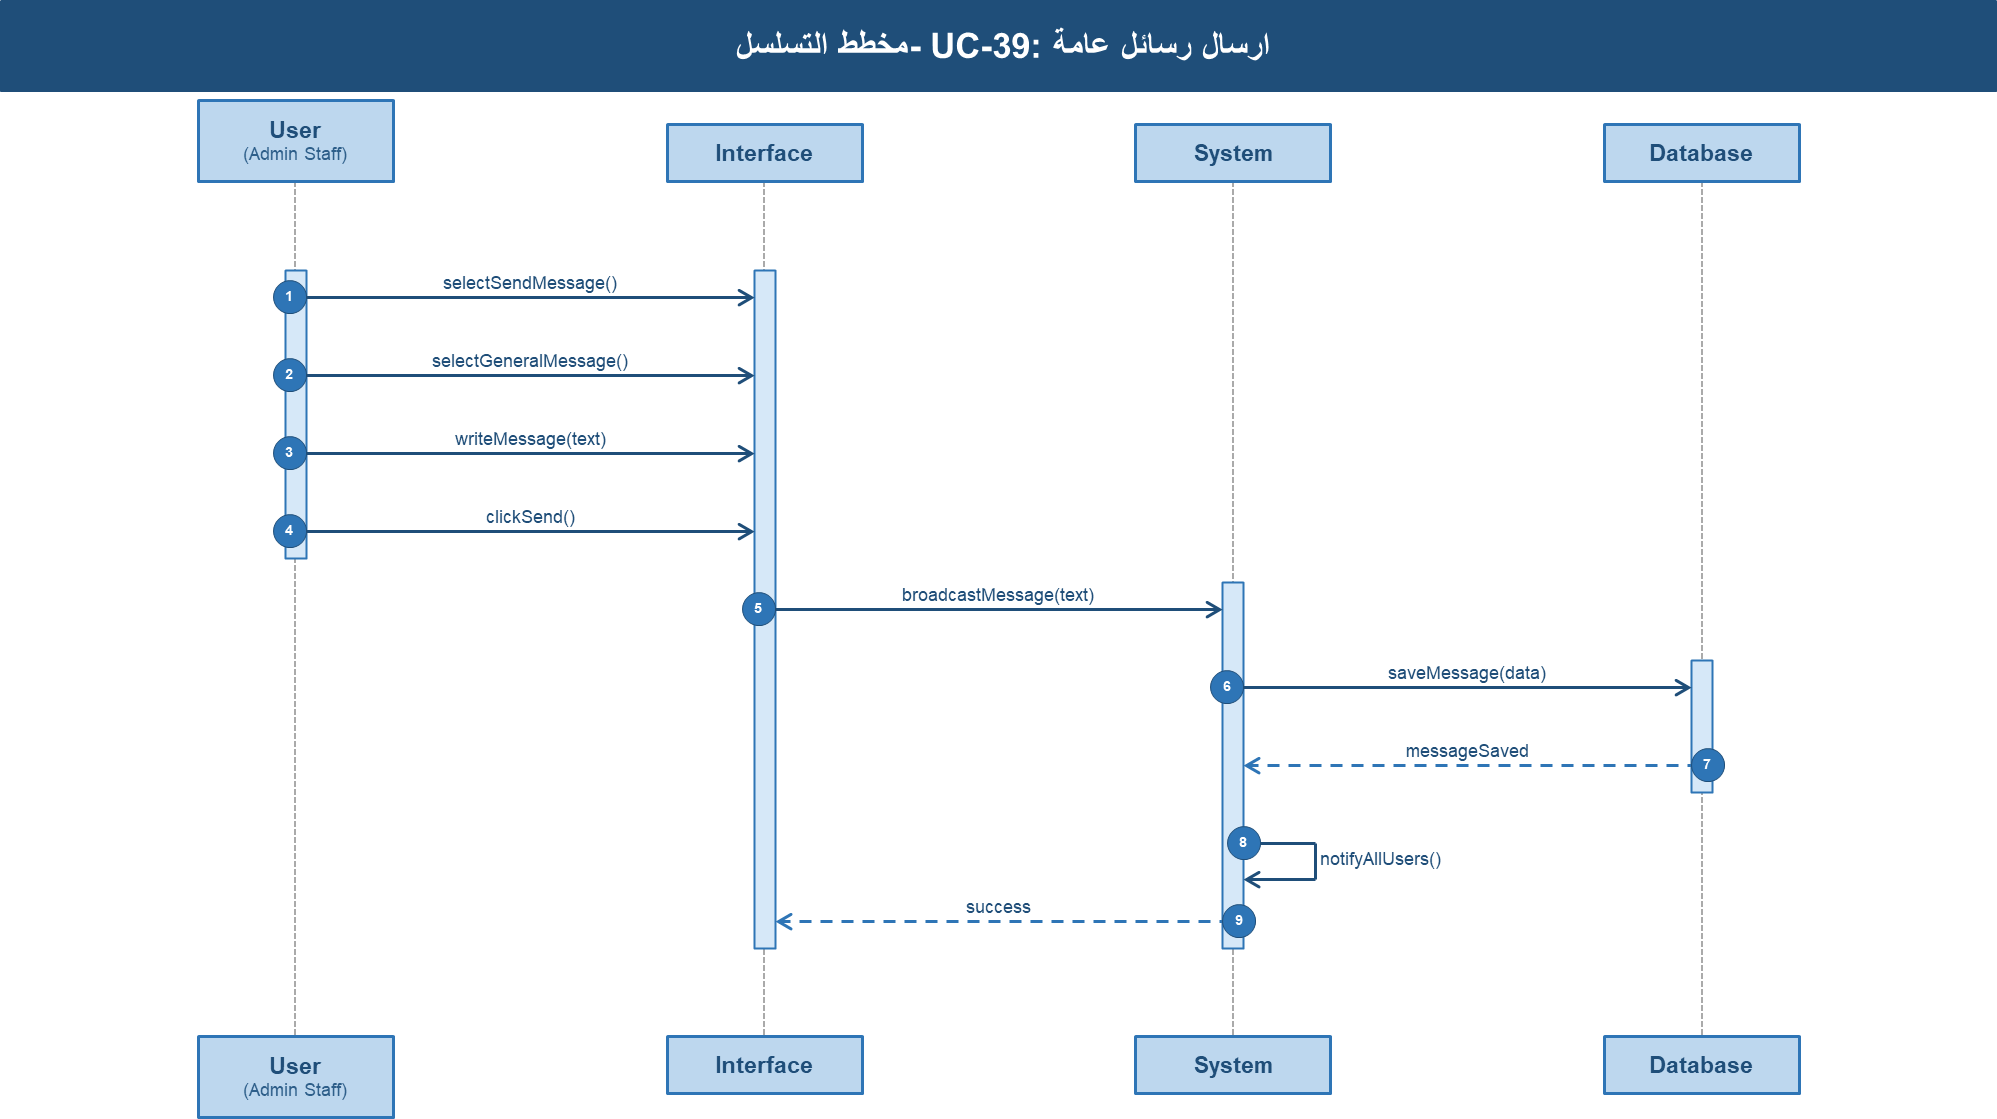 مخطط التسلسل- UC-39: ارسال رسائل عامة
User
(Admin Staff)
Interface
System
Database
1
selectSendMessage()
2
selectGeneralMessage()
3
writeMessage(text)
4
clickSend()
5
broadcastMessage(text)
6
saveMessage(data)
messageSaved
7
8
notifyAllUsers()
success
9
User
(Admin Staff)
Interface
System
Database